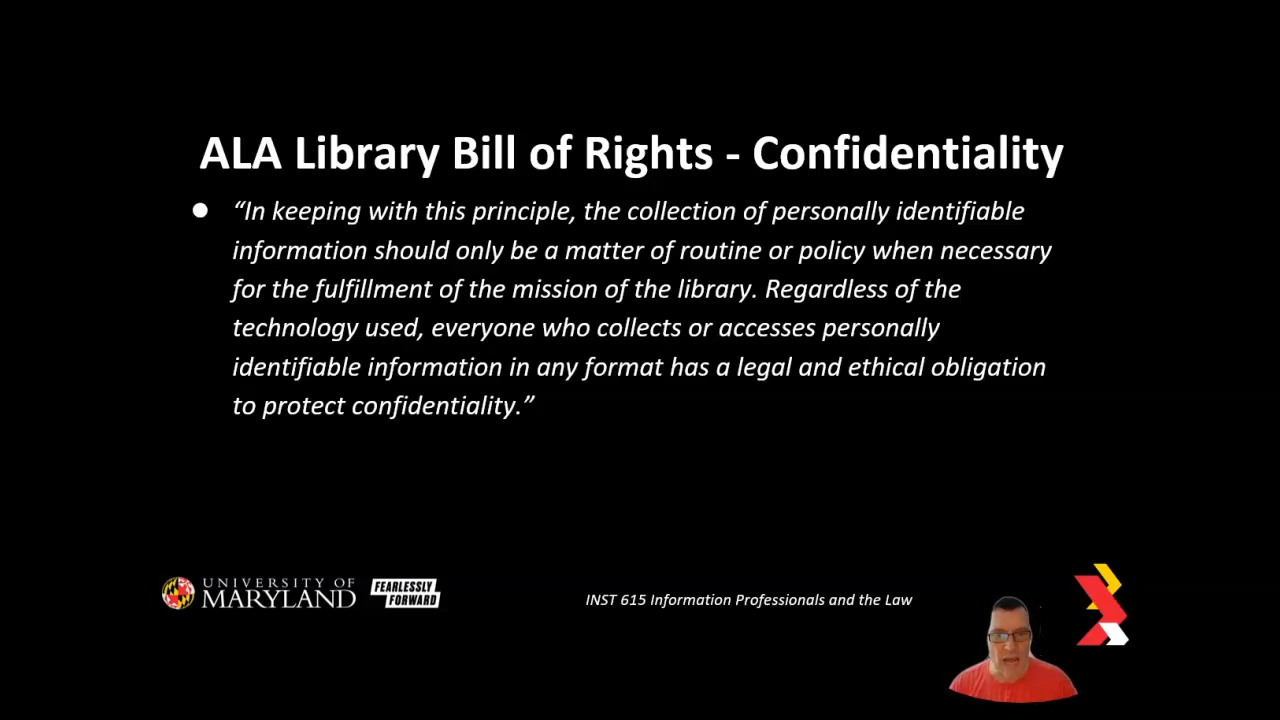 ALA Library Bill of Rights - Confidentiality
● “In keeping with this principle, the collection of personally identifiable
information should only be a matter of routine or policy when necessary
for the fulfillment of the mission of the library. Regardless of the
technology used, everyone who collects or accesses personally
identifiable information in any format has a legal and ethical obligation
to protect confidentiality.”
UNIVERSITY OF
MARYLAND
FEARLESSLY
FORWARD
INST 615 Information Professionals and the Law